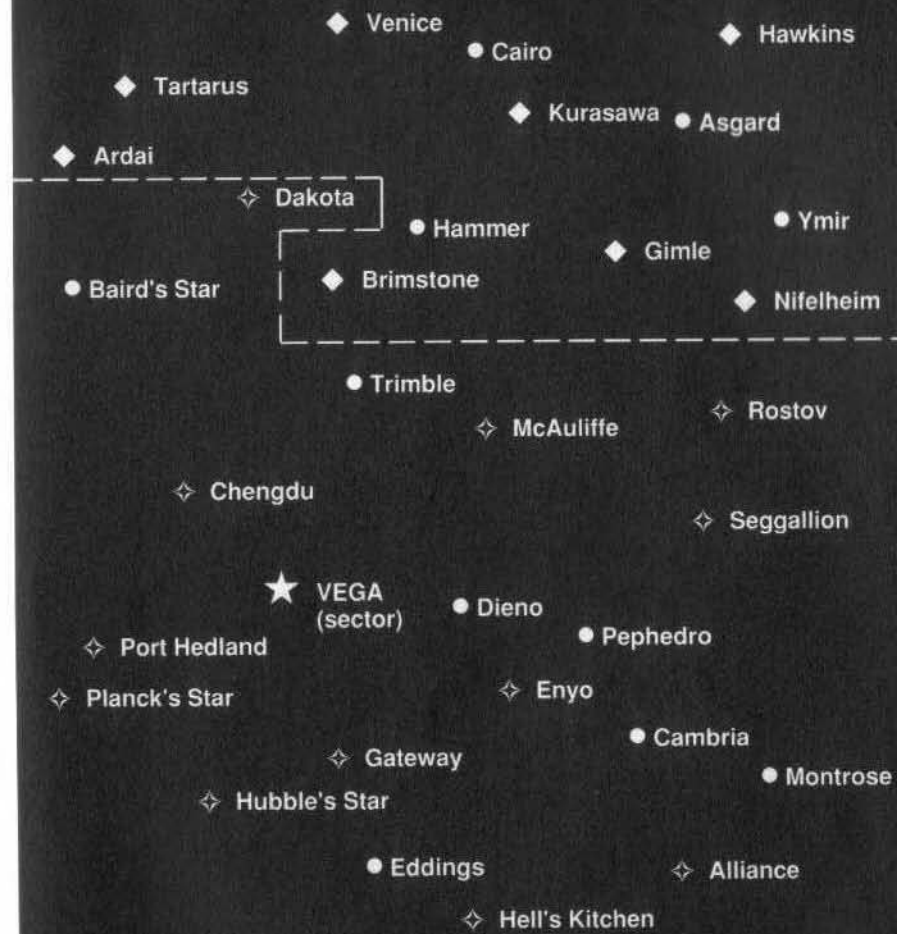 Venice
Hawkins
Cairo
Tartarus
Kurasawa
Asgard
Ardai
Dakota
Hammer
Ymir
Gimle
Brimstone
Baird's Star
Nifelheim
Trimble
Rostov
McAuliffe
Chengdu
Seggallion
VEGA
(sector)
Dieno
Pephedro
Port Hedland
Enyo
Planck's Star
Cambria
Gateway
Montrose
Hubble's Star
Eddings
Alliance
Hell's Kitchen